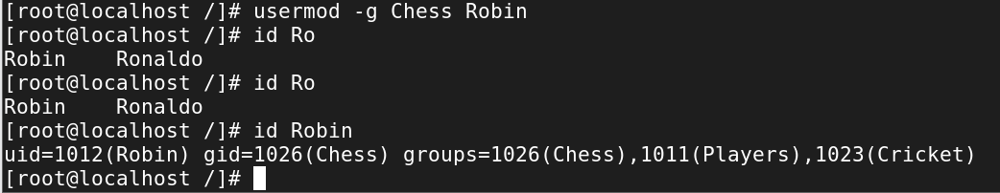 [root@localhost /]# usermod -g Chess Robin
[root@localhost /]# id Ro
Robin    Ronaldo
[root@localhost /]# id Ro
Robin    Ronaldo
[root@localhost /]# id Robin
uid=1012(Robin) gid=1026(Chess) groups=1026(Chess),1011(Players),1023(Cricket)
[root@localhost /]#